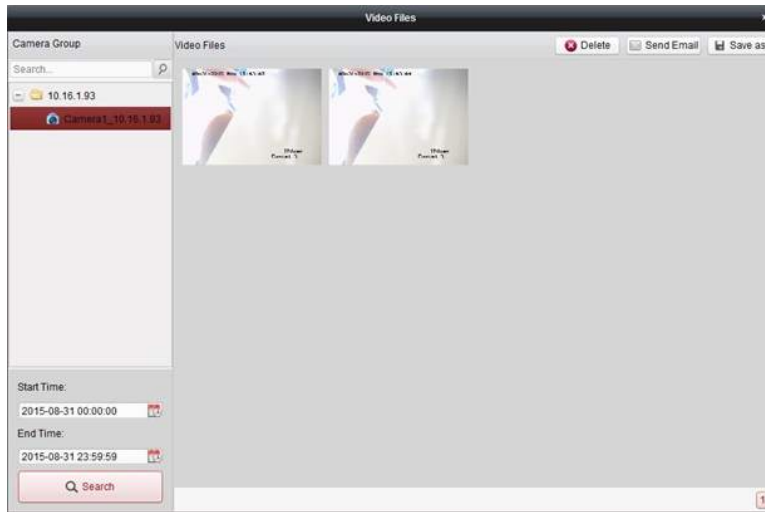 Video Files
Camera Group
Video Files
Delete
Send Email
Save as
Search...
10.16.1.93
Camera1_10.16.1.93
Start Time:
2015-08-31 00:00:00
End Time:
2015-08-31 23:59:59
Search
1